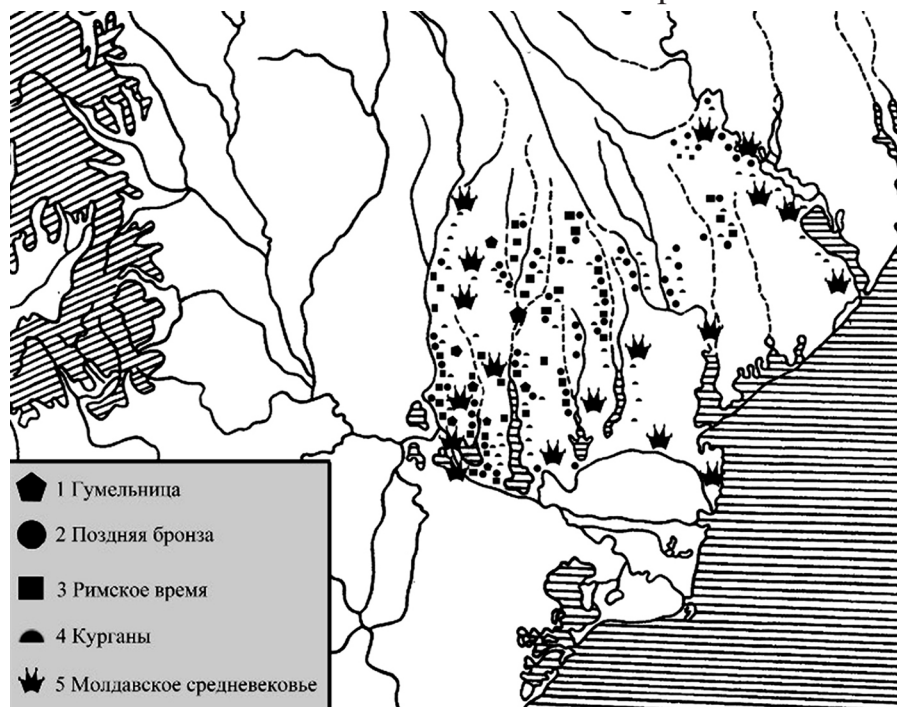 1 Гумельница
2 Поздняя бронза
3 Римское время
4 Курганы
5 Молдавское средневековье